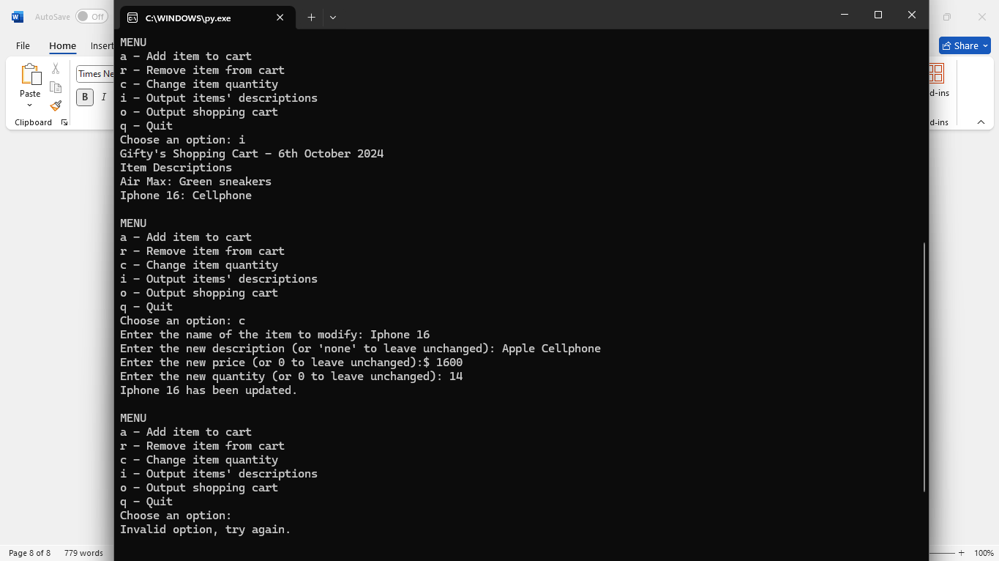 AutoSave Off
C:\WINDOWS\py.exe
File Home Insert
Share
Paste
Times Ne
B I
d-ins
Clipboard
d-ins
MENU
a - Add item to cart
r - Remove item from cart
c - Change item quantity
i - Output items' descriptions
o - Output shopping cart
q - Quit
Choose an option: i
Gifty's Shopping Cart - 6th October 2024
Item Descriptions
Air Max: Green sneakers
Iphone 16: Cellphone
MENU
a - Add item to cart
r - Remove item from cart
c - Change item quantity
i - Output items' descriptions
o - Output shopping cart
q - Quit
Choose an option: c
Enter the name of the item to modify: Iphone 16
Enter the new description (or 'none' to leave unchanged): Apple Cellphone
Enter the new price (or 0 to leave unchanged):$ 1600
Enter the new quantity (or 0 to leave unchanged): 14
Iphone 16 has been updated.
MENU
a - Add item to cart
r - Remove item from cart
c - Change item quantity
i - Output items' descriptions
o - Output shopping cart
q - Quit
Choose an option:
Invalid option, try again.
Page 8 of 8 779 words
100%